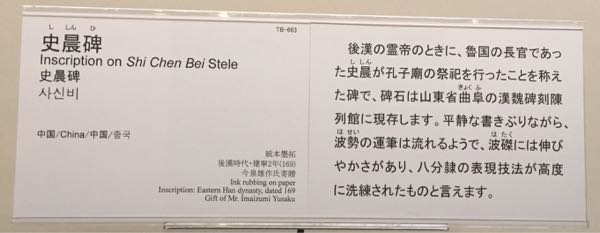 TB-663
し しん ひ
史晨碑
Inscription on Shi Chen Bei Stele
史晨碑
사신비
中国/China/中国/중국
紙本墨拓
後漢時代・建寧2年(169)
今泉雄作氏寄贈
Ink rubbing on paper
Inscription: Eastern Han dynasty, dated 169
Gift of Mr. Imaizumi Yusaku
後漢の霊帝のときに、魯国の長官であっ
し しん
た史晨が孔子廟の祭祀を行ったことを称え
きょく ふ
た碑で、碑石は山東省曲阜の漢魏碑刻陳
列館に現存します。平静な書きぶりながら、
は せい
は たく
波勢の運筆は流れるようで、波磔には伸び
やかさがあり、八分隷の表現技法が高度
に洗練されたものと言えます。